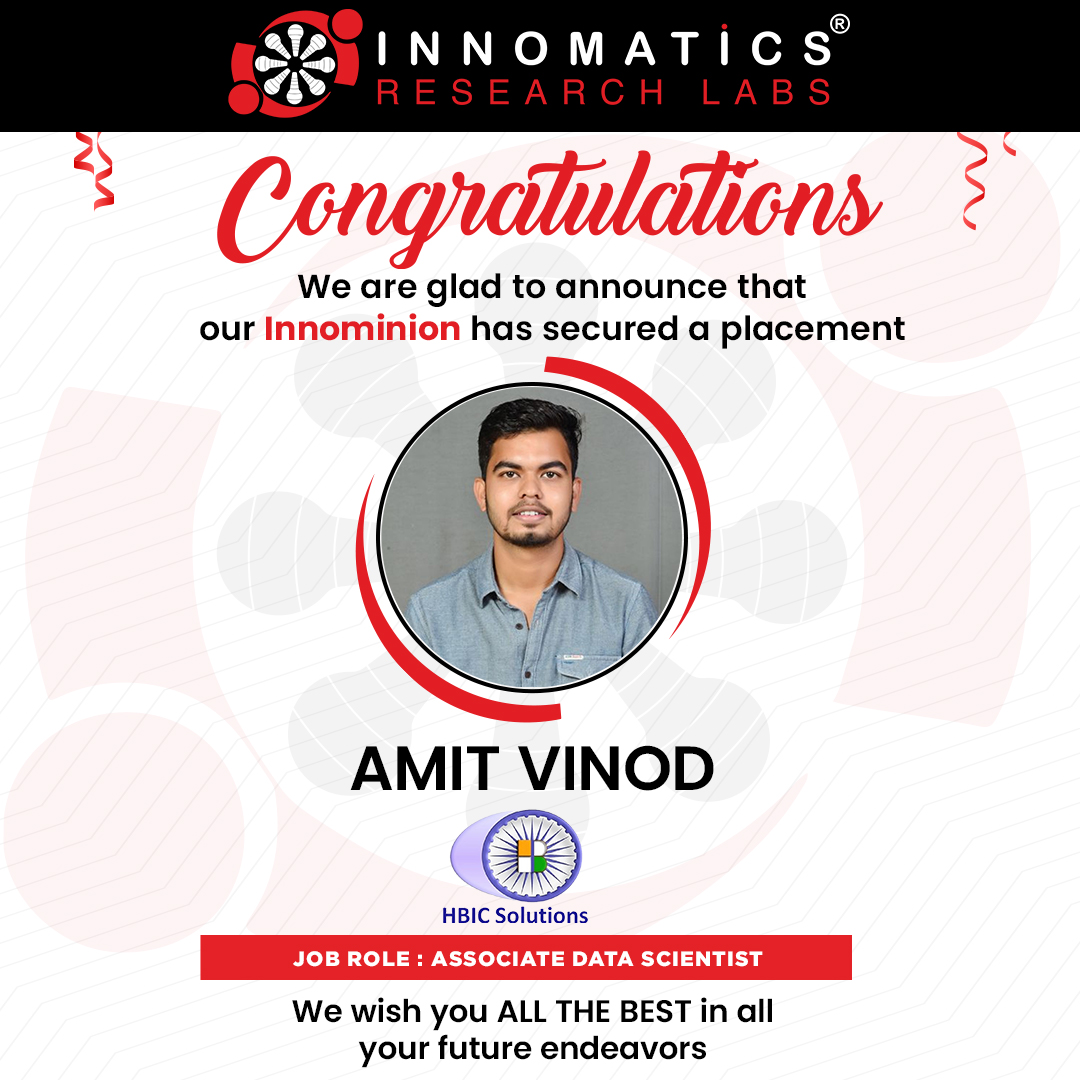 INNOMATICS®
RESEARCH LABS
Congratulations
We are glad to announce that
our Innominion has secured a placement
AMIT VINOD
HB
HBIC Solutions
JOB ROLE : ASSOCIATE DATA SCIENTIST
We wish you ALL THE BEST in all
your future endeavors